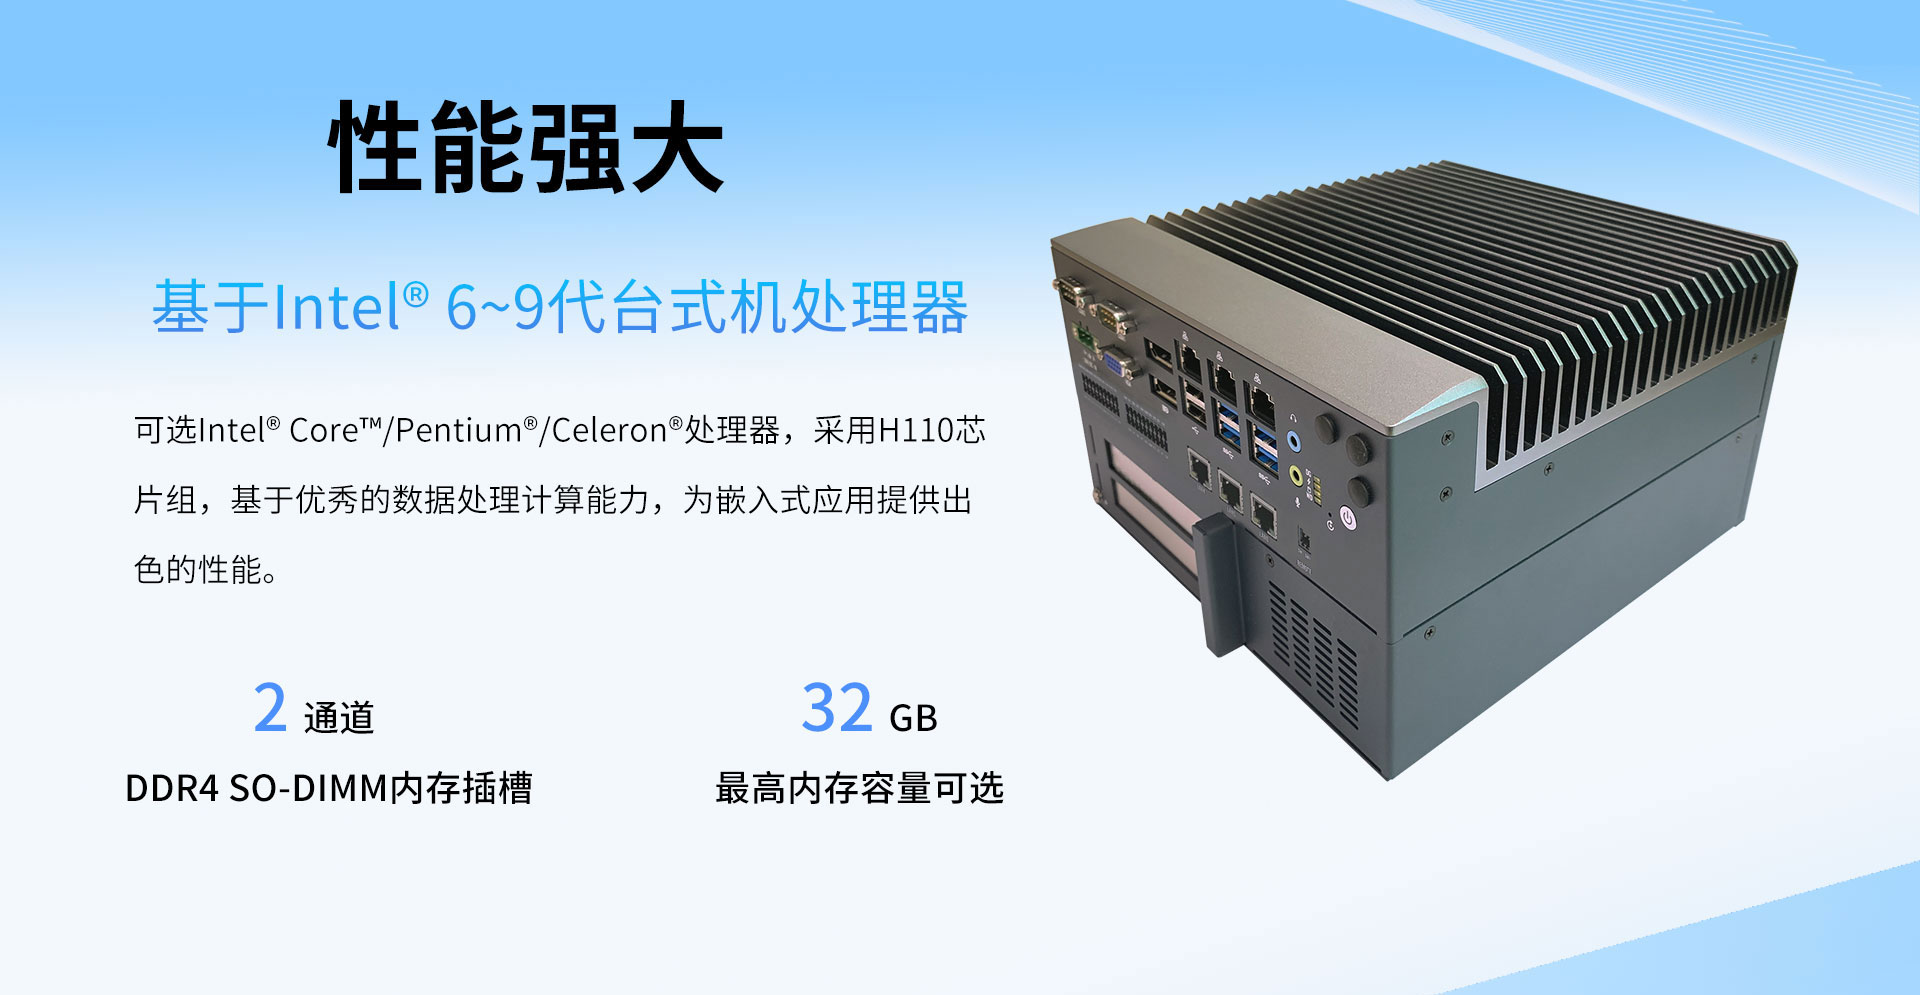 性能强大
基于Intel® 6~9代台式机处理器
可选Intel® Core™/Pentium®/Celeron®处理器，采用H110芯
片组，基于优秀的数据处理计算能力，为嵌入式应用提供出
色的性能。
2 通道
DDR4 SO-DIMM内存插槽
32 GB
最高内存容量可选